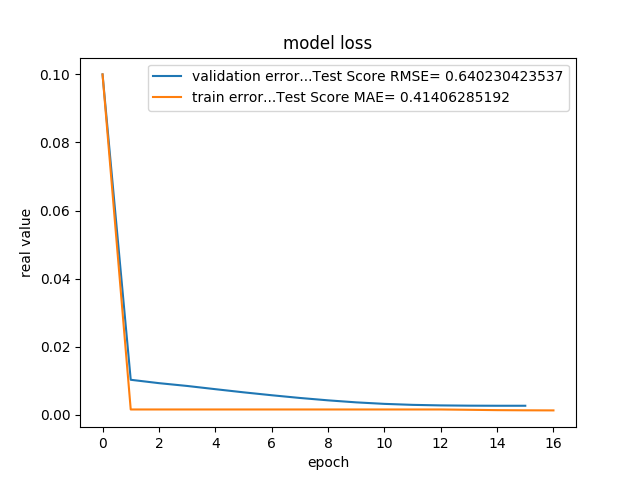 model loss
validation error...Test Score RMSE= 0.640230423537
train error...Test Score MAE= 0.41406285192
0.10
0.08
0.06
0.04
0.02
0.00
real value
0 2 4 6 8 10 12 14 16
epoch